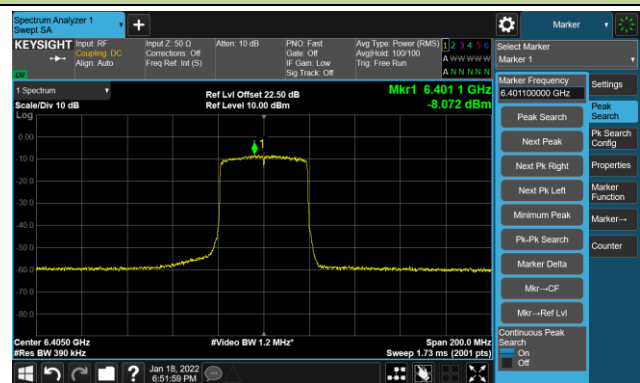 Spectrum Analyzer 1
Swept SA
+
Marker
KEYSIGHT
Input: RF
Coupling: DC
Align: Auto
Input Z: 50 Ω
Corrections: Off
Freq Ref: Int (S)
Atten: 10 dB
PNO: Fast
Gate: Off
IF Gain: Low
Sig Track: Off
Avg Type: Power (RMS)
Avg|Hold: 100/100
Trig: Free Run
1 2 3 4 5 6
A W W W W W
A N N N N N
LW
Select Marker
Marker 1
1 Spectrum
Scale/Div 10 dB
Log
Ref Lvl Offset 22.50 dB
Ref Level 10.00 dBm
Mkr1 6.401 1 GHz
-8.072 dBm
1
0.00
-10.0
-20.0
-30.0
-40.0
-50.0
-60.0
-70.0
-80.0
Center 6.4050 GHz
#Res BW 390 kHz
#Video BW 1.2 MHz*
Span 200.0 MHz
Sweep 1.73 ms (2001 pts)
Marker Frequency
6.401100000 GHz
Peak Search
Next Peak
Next Pk Right
Next Pk Left
Minimum Peak
Pk-Pk Search
Marker Delta
Mkr→CF
Mkr→Ref Lvl
Continuous Peak
Search
On
Off
Settings
Peak
Search
Pk Search
Config
Properties
Marker
Function
Marker→
Counter
?
Jan 18, 2022
6:51:59 PM